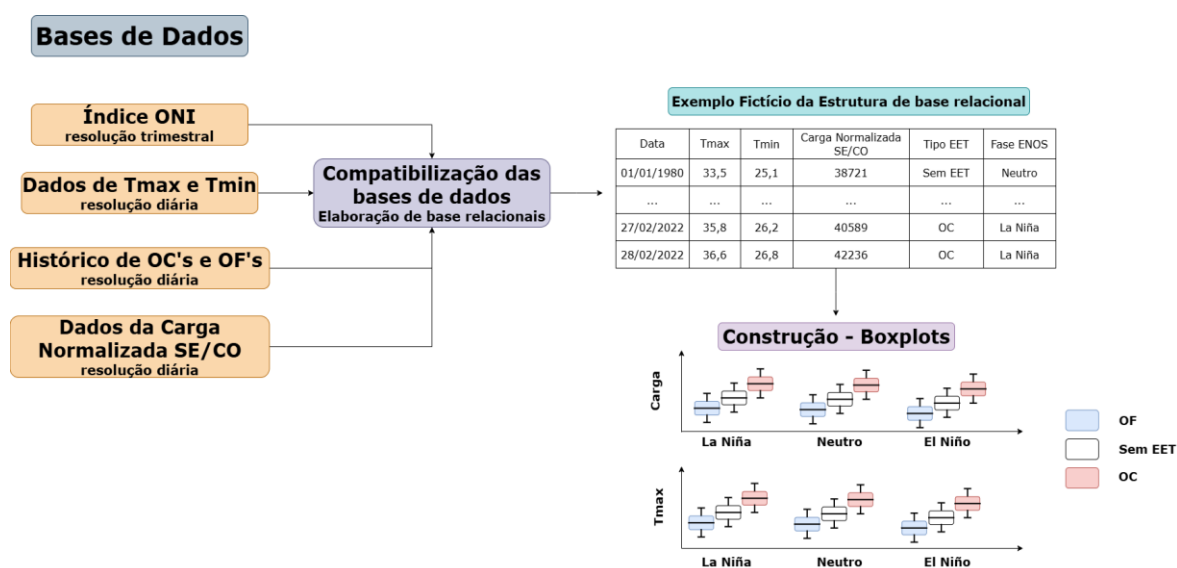 Bases de Dados
Índice ONI
resolução trimestral
Dados de Tmax e Tmin
resolução diária
Histórico de OC's e OF's
resolução diária
Dados da Carga
Normalizada SE/CO
resolução diária
Compatibilização das
bases de dados
Elaboração de base relacionais
Exemplo Fictício da Estrutura de base relacional
Data Tmax Tmin Carga Normalizada SE/CO Tipo EET Fase ENOS
01/01/1980 33,5 25,1 38721 Sem EET Neutro
... ... ... ... ... ...
27/02/2022 35,8 26,2 40589 OC La Niña
28/02/2022 36,6 26,8 42236 OC La Niña
Construção - Boxplots
Carga
La Niña Neutro El Niño
Tmax
La Niña Neutro El Niño
OF
Sem EET
OC